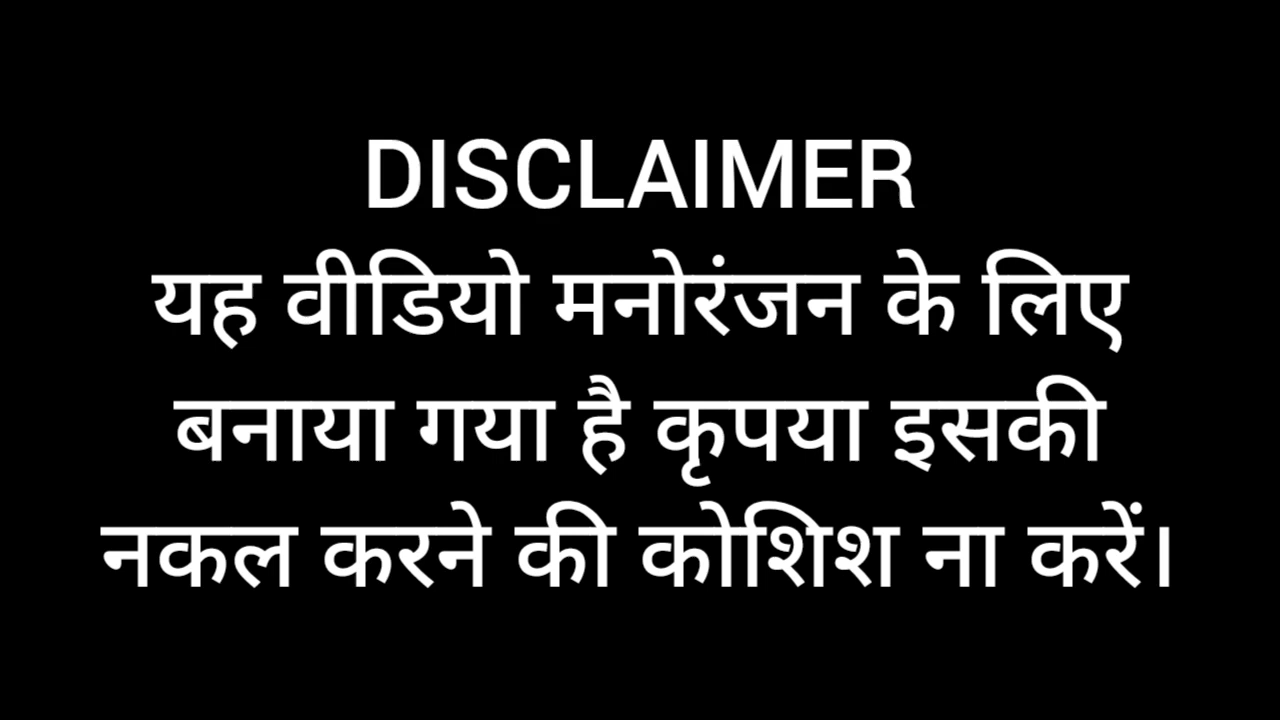 DISCLAIMER
यह वीडियो मनोरंजन के लिए
बनाया गया है कृपया इसकी
नकल करने की कोशिश ना करें।